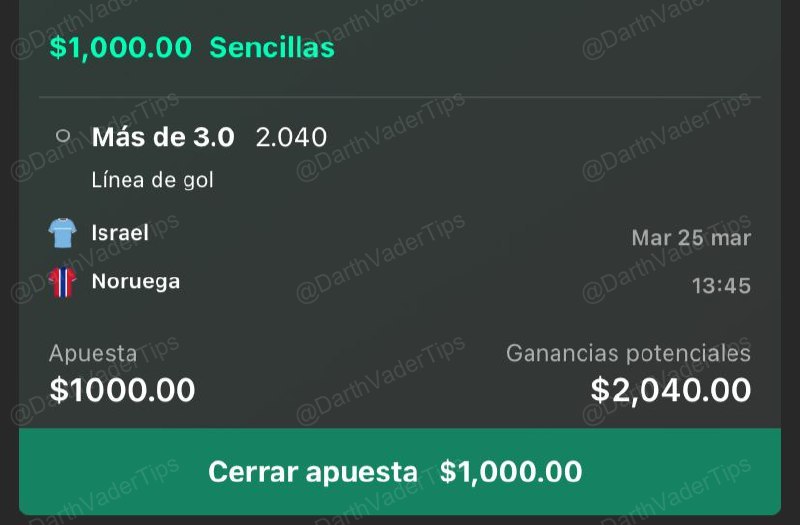 $1,000.00 Sencillas
Más de 3.0 2.040
Línea de gol
Israel
Mar 25 mar
Noruega
13:45
Apuesta
Ganancias potenciales
$1000.00
$2,040.00
Cerrar apuesta $1,000.00
@DarthVaderTips